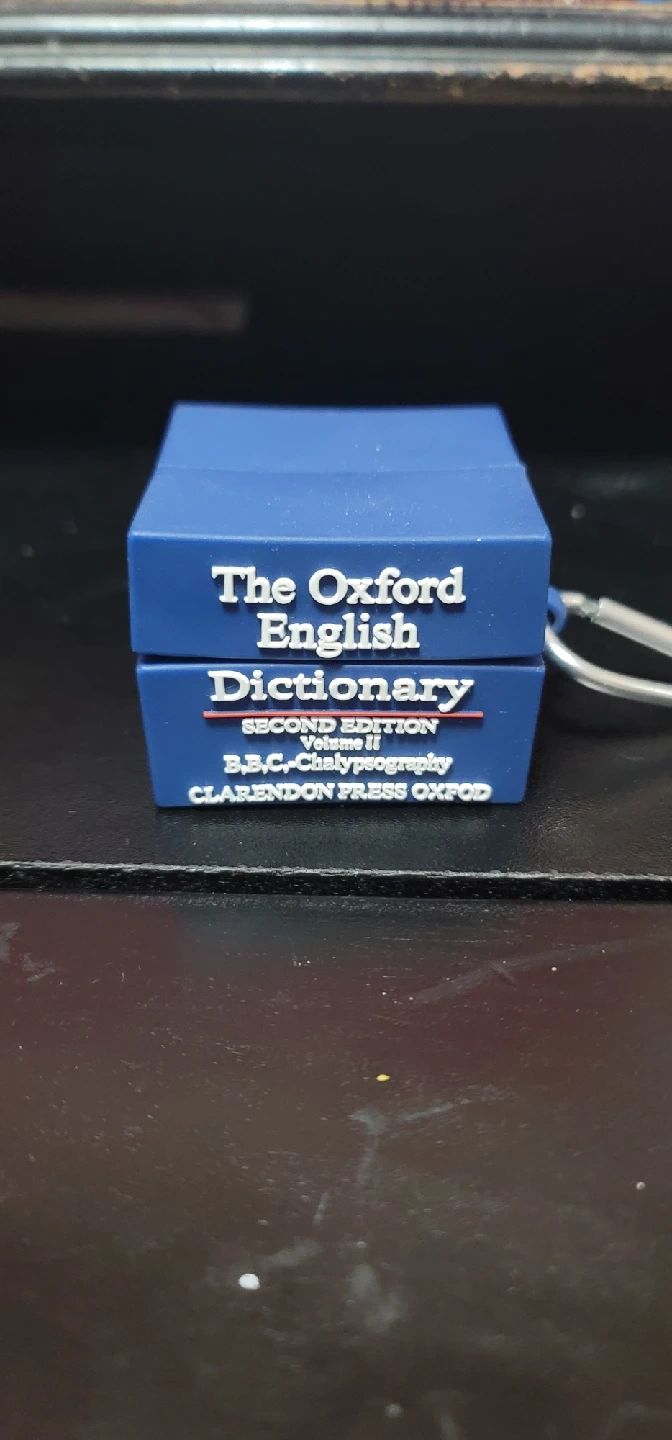 The Oxford
English
Dictionary
SECOND EDITION
Volume II
B,B,C,-Chalypsography
CLARENDON PRESS OXFOD